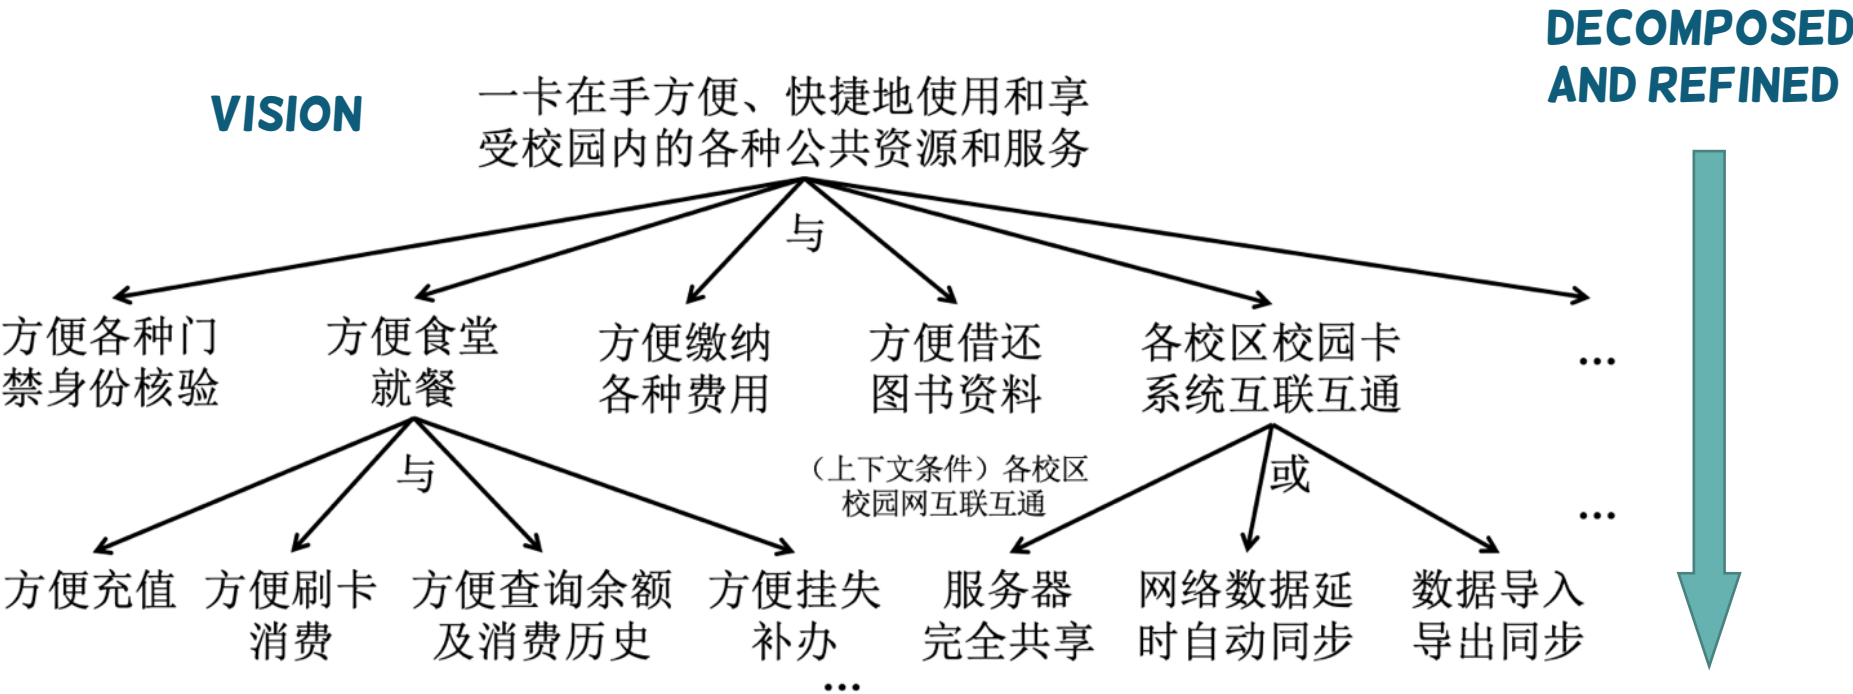 DECOMPOSED
AND REFINED
VISION
一卡在手方便、快捷地使用和享
受校园内的各种公共资源和服务
与
方便各种门
禁身份核验
方便食堂
就餐
方便缴纳
各种费用
方便借还
图书资料
各校区校园卡
系统互联互通
...
与
（上下文条件）各校区
校园网互联互通
或
...
方便充值
方便刷卡
消费
方便查询余额
及消费历史
方便挂失
补办
服务器
完全共享
网络数据延
时自动同步
数据导入
导出同步
...